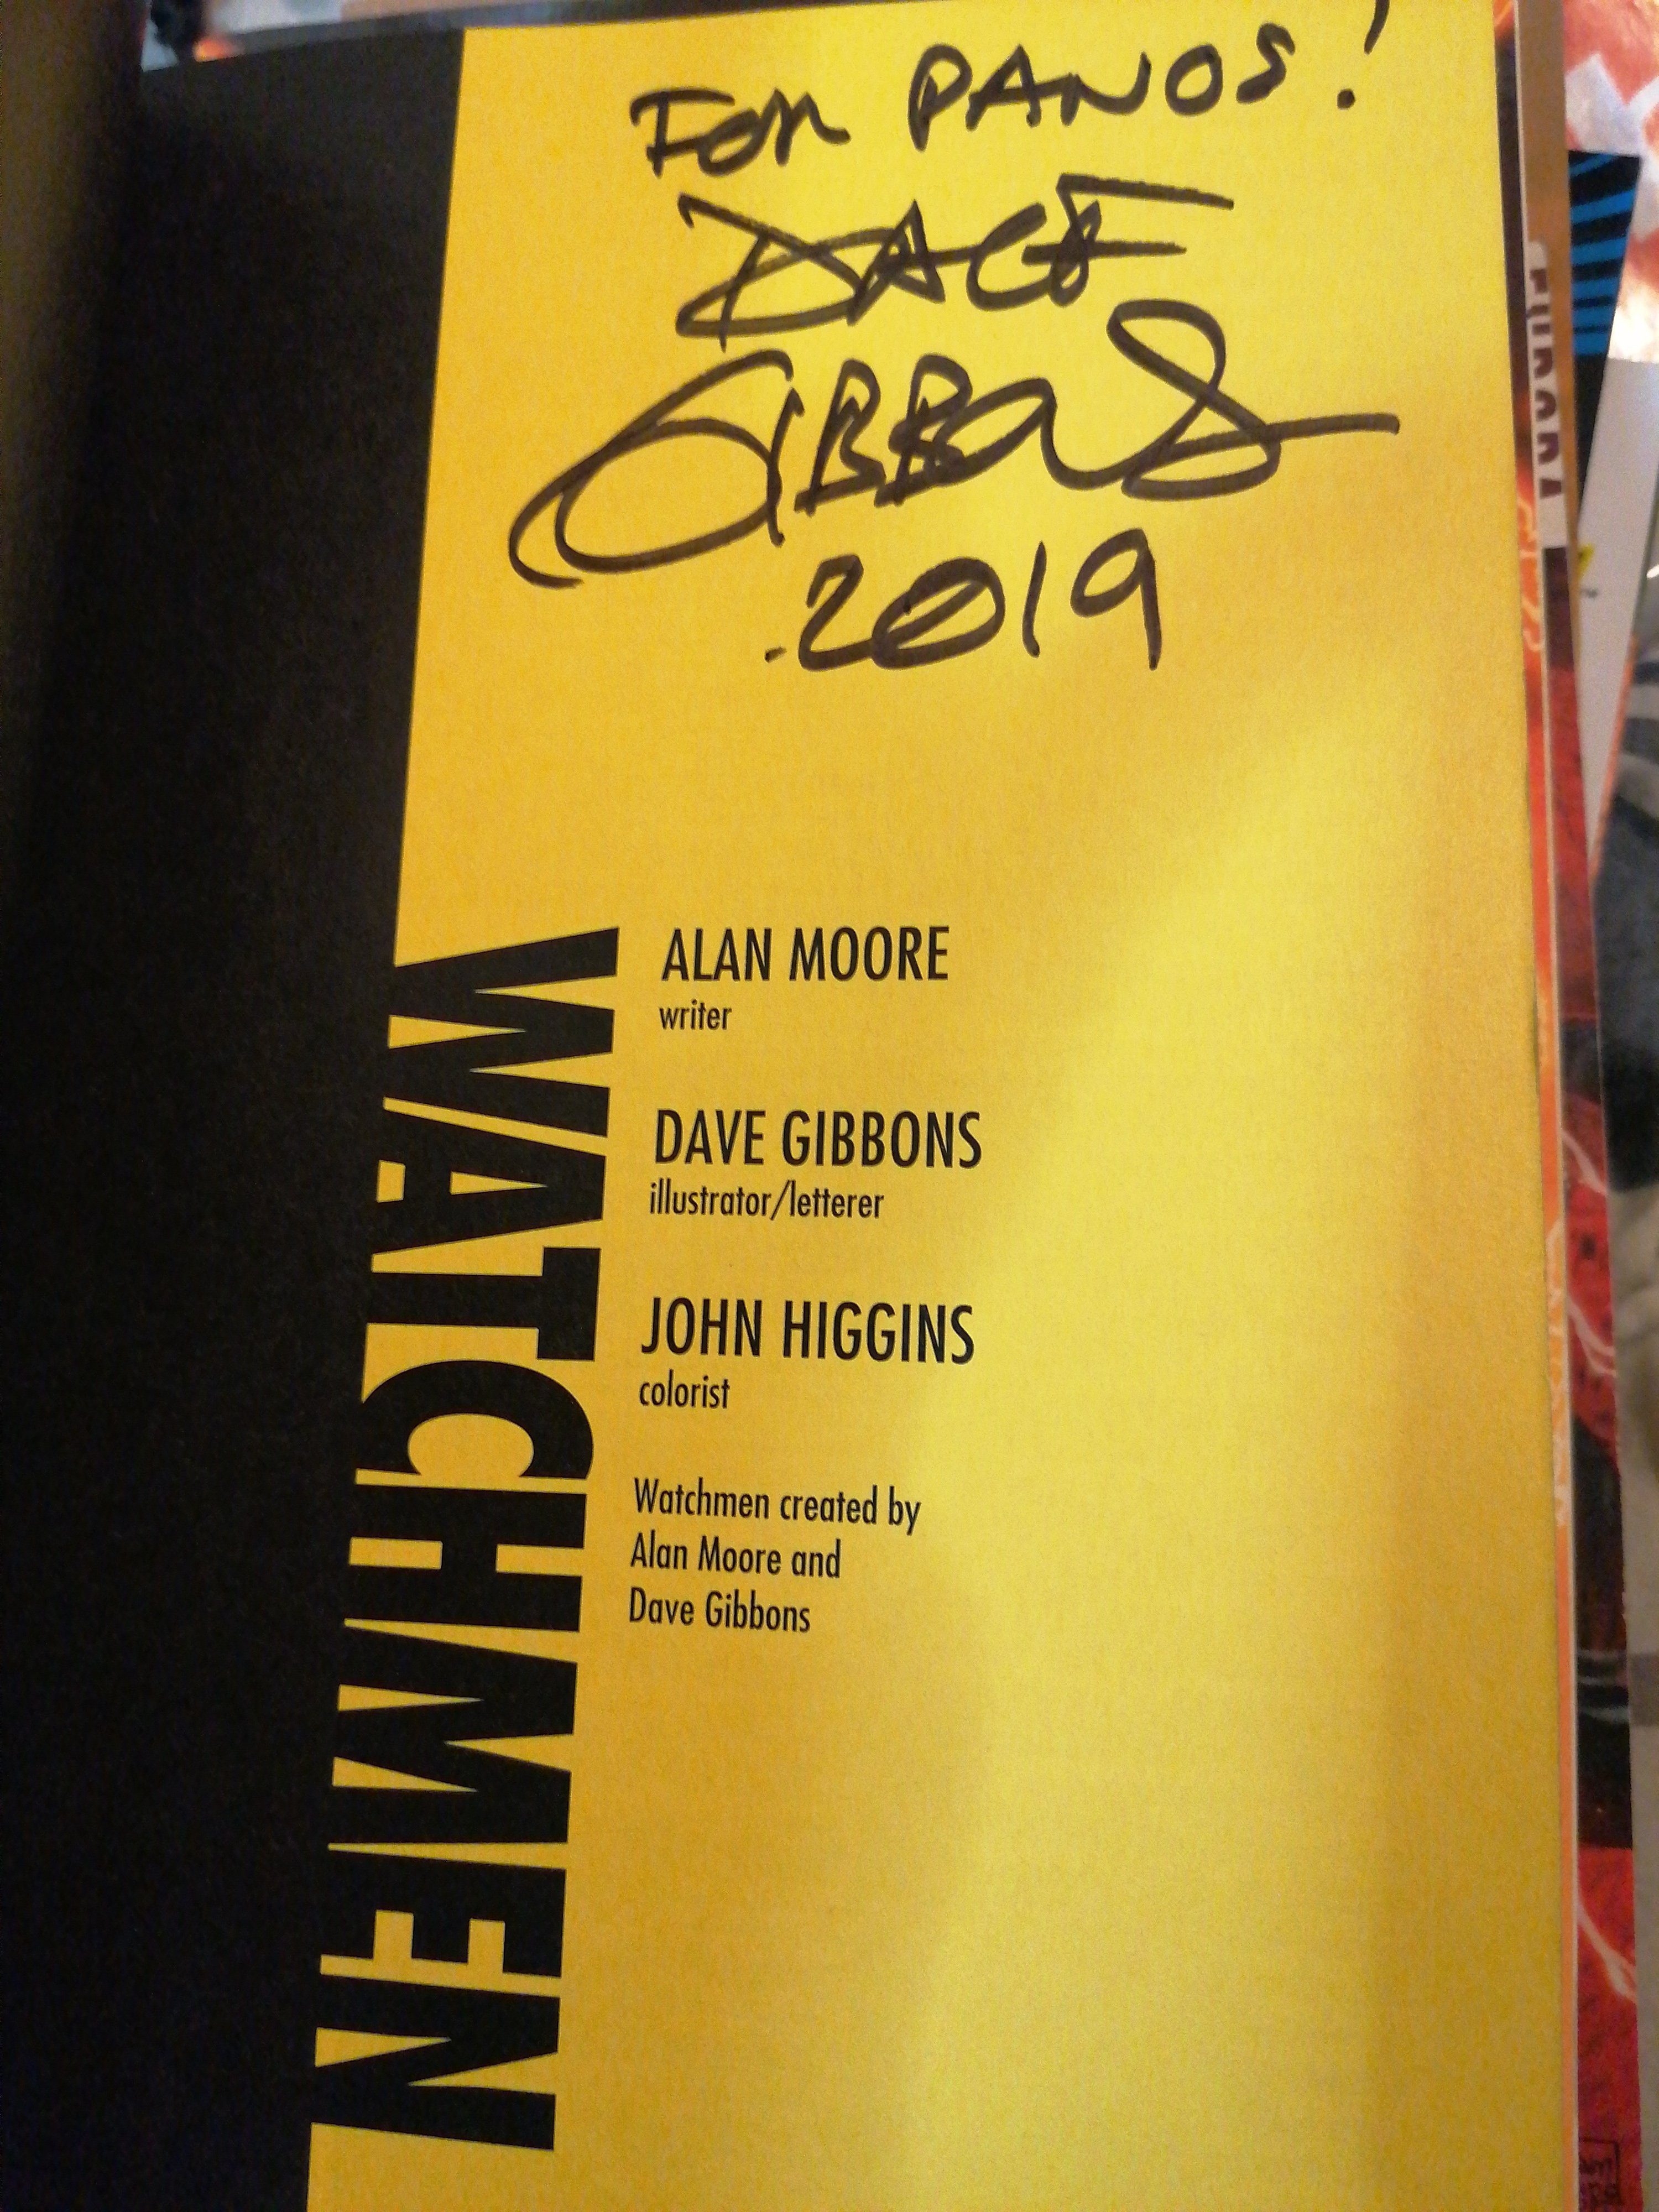 FOR PANOS!
DAVE
GIBBONS
2019
WATCHMEN
ALAN MOORE
writer
DAVE GIBBONS
illustrator/letterer
JOHN HIGGINS
colorist
Watchmen created by
Alan Moore and
Dave Gibbons